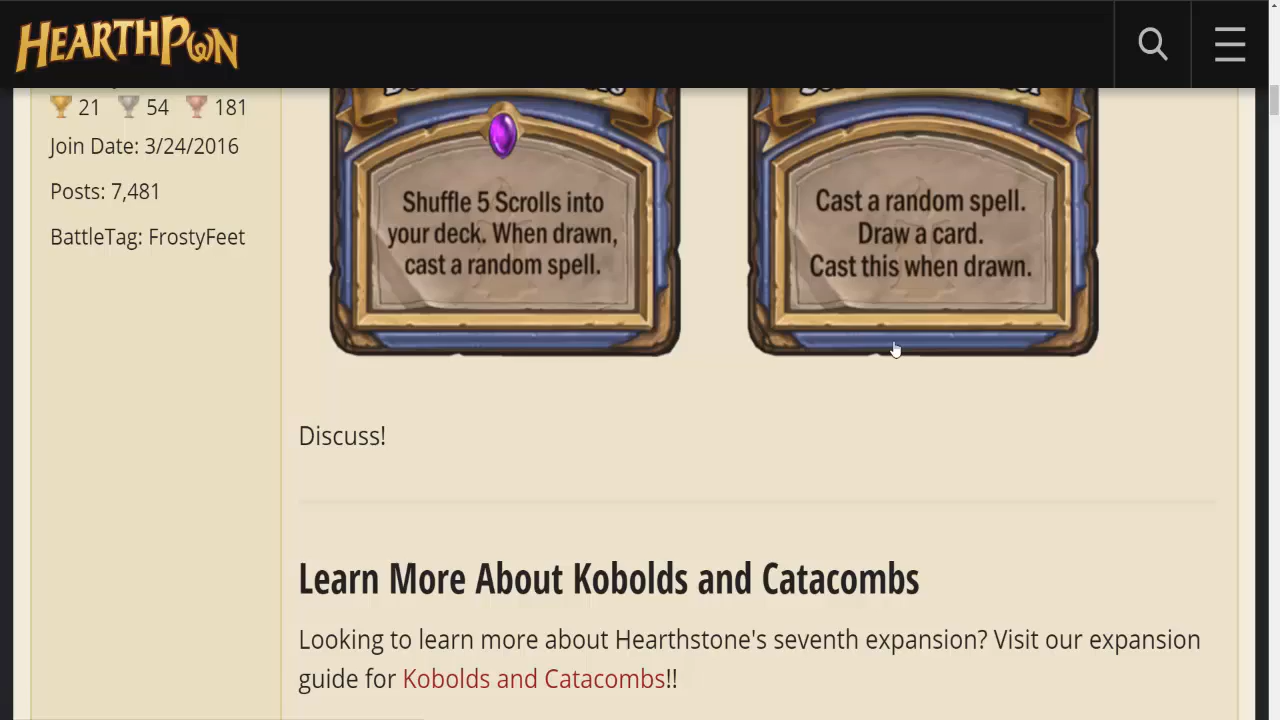 HEARTHPWN
21 54 181
Join Date: 3/24/2016
Posts: 7,481
BattleTag: FrostyFeet
Shuffle 5 Scrolls into
your deck. When drawn,
cast a random spell.
Cast a random spell.
Draw a card.
Cast this when drawn.
Discuss!
Learn More About Kobolds and Catacombs
Looking to learn more about Hearthstone's seventh expansion? Visit our expansion
guide for Kobolds and Catacombs!!